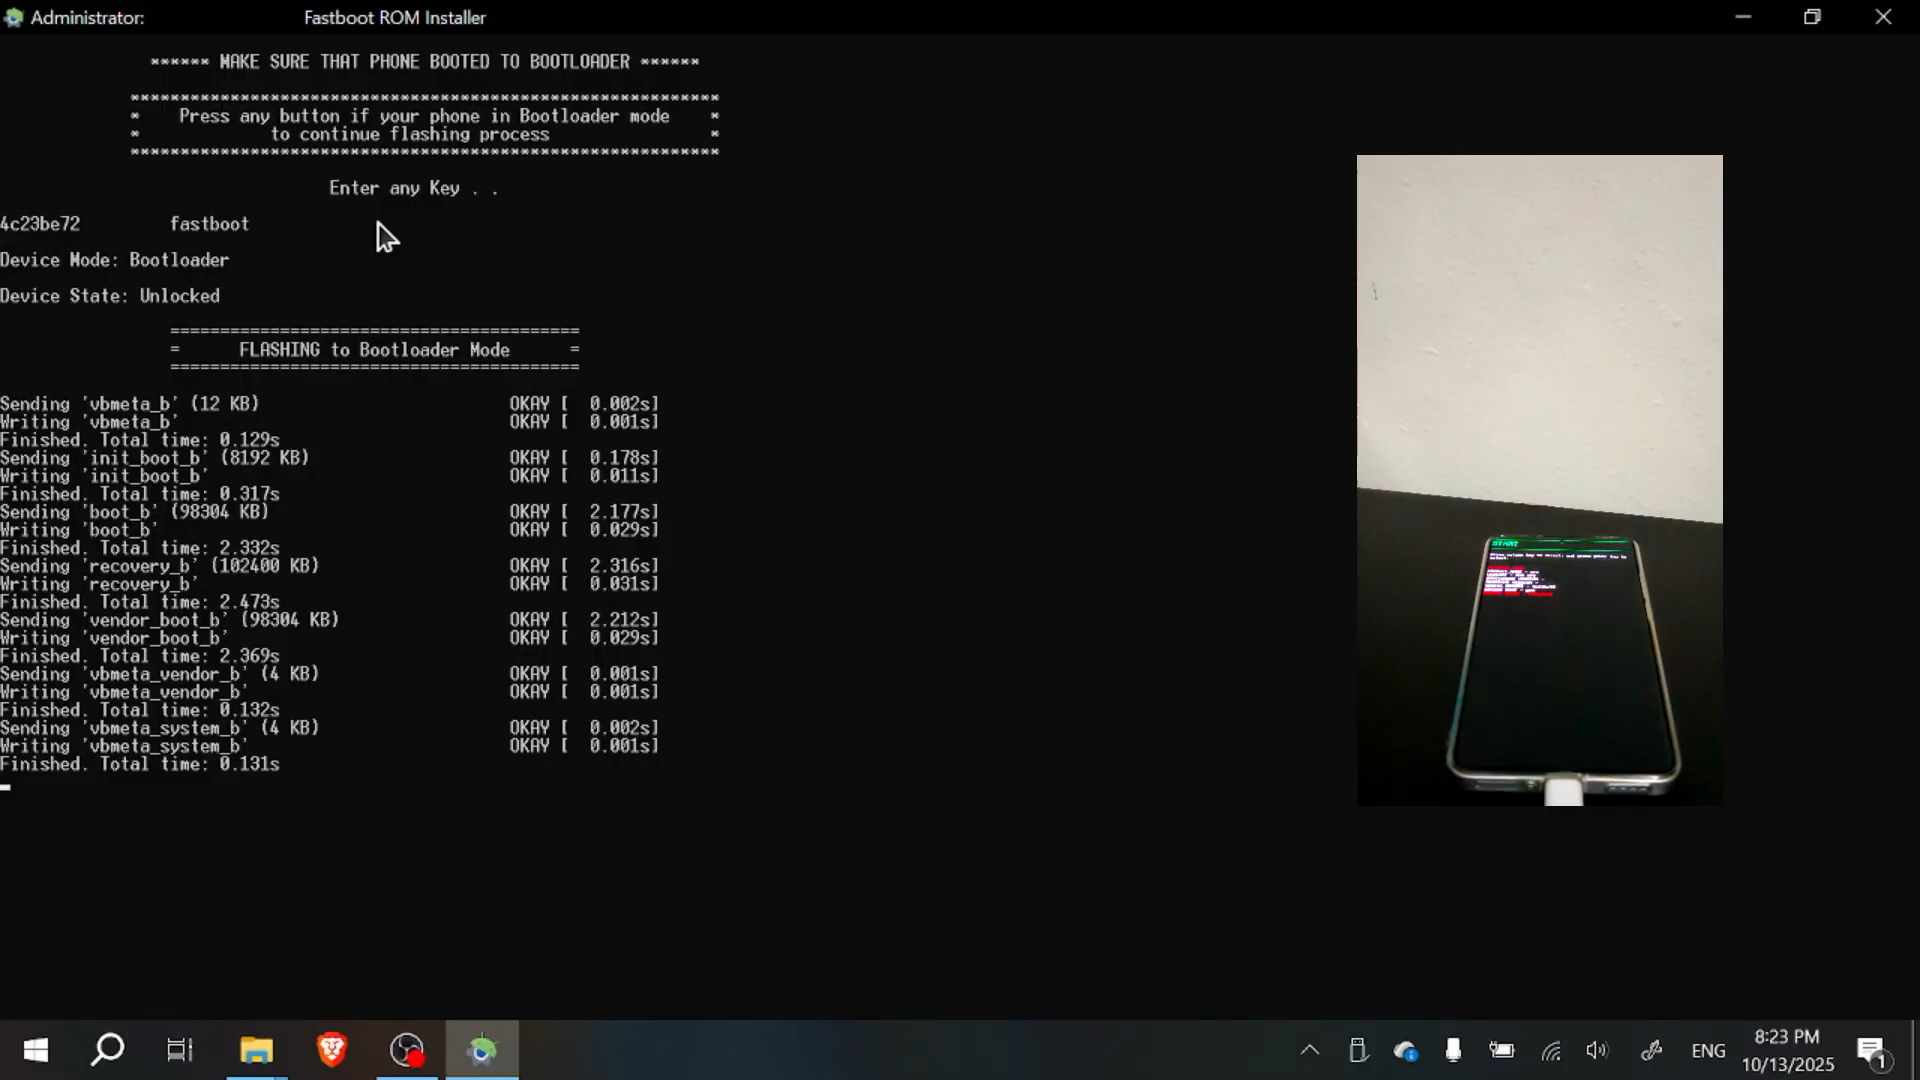 Administrator: Fastboot ROM Installer
****** MAKE SURE THAT PHONE BOOTED TO BOOTLOADER ******
***********************************************************
* Press any button if your phone in Bootloader mode *
* to continue flashing process *
***********************************************************
Enter any Key . .
4c23be72 fastboot
Device Mode: Bootloader
Device State: Unlocked
=========================================
= FLASHING to Bootloader Mode =
=========================================
Sending 'vbmeta_b' (12 KB) OKAY [ 0.002s]
Writing 'vbmeta_b' OKAY [ 0.001s]
Finished. Total time: 0.129s
Sending 'init_boot_b' (8192 KB) OKAY [ 0.178s]
Writing 'init_boot_b' OKAY [ 0.011s]
Finished. Total time: 0.317s
Sending 'boot_b' (98304 KB) OKAY [ 2.177s]
Writing 'boot_b' OKAY [ 0.029s]
Finished. Total time: 2.332s
Sending 'recovery_b' (102400 KB) OKAY [ 2.316s]
Writing 'recovery_b' OKAY [ 0.031s]
Finished. Total time: 2.473s
Sending 'vendor_boot_b' (98304 KB) OKAY [ 2.212s]
Writing 'vendor_boot_b' OKAY [ 0.029s]
Finished. Total time: 2.369s
Sending 'vbmeta_vendor_b' (4 KB) OKAY [ 0.001s]
Writing 'vbmeta_vendor_b' OKAY [ 0.001s]
Finished. Total time: 0.132s
Sending 'vbmeta_system_b' (4 KB) OKAY [ 0.002s]
Writing 'vbmeta_system_b' OKAY [ 0.001s]
Finished. Total time: 0.131s
START
ENG
8:23 PM
10/13/2025
1